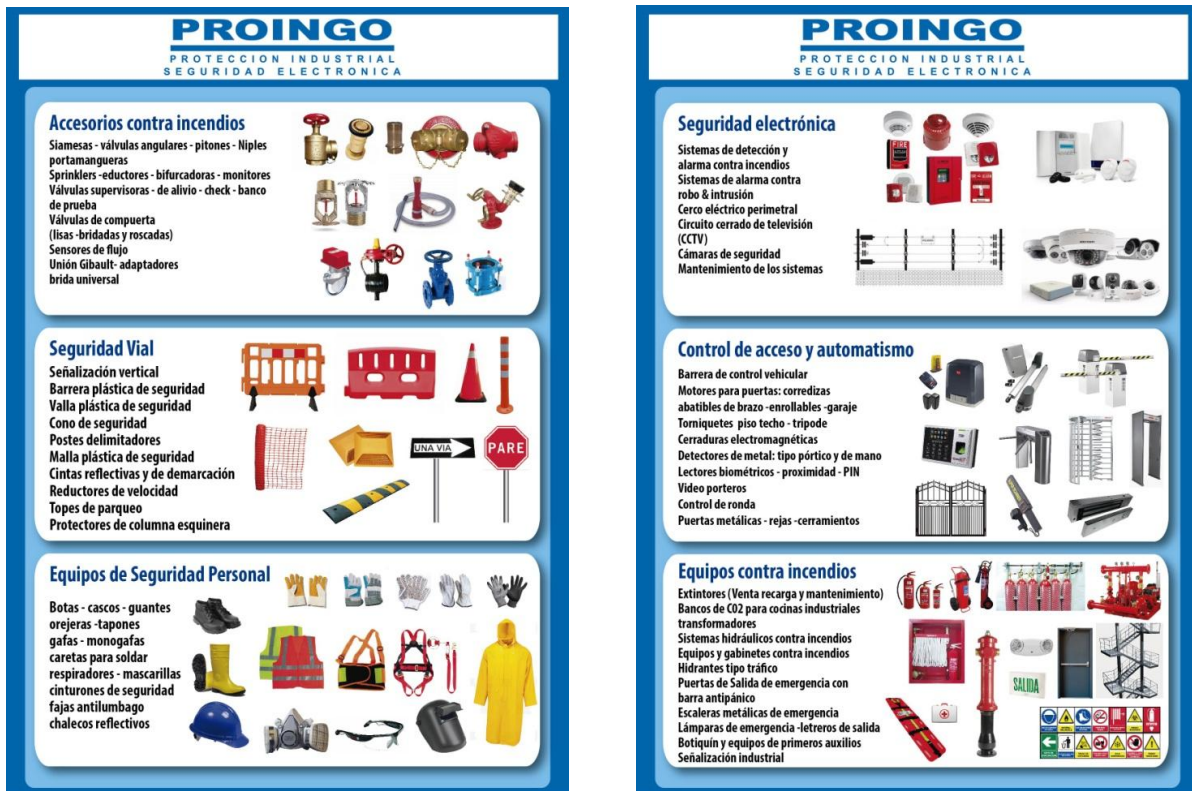 PROINGO
PROTECCION INDUSTRIAL
SEGURIDAD ELECTRONICA
Accesorios contra incendios
Siamesas - válvulas angulares - pitones - Niples
portamangueras
Sprinklers -eductores - bifurcadoras - monitores
Válvulas supervisoras - de alivio - check - banco
de prueba
Válvulas de compuerta
(lisas -bridadas y roscadas)
Sensores de flujo
Unión Gibault- adaptadores
brida universal
Seguridad Vial
Señalización vertical
Barrera plástica de seguridad
Valla plástica de seguridad
Cono de seguridad
Postes delimitadores
Malla plástica de seguridad
Cintas reflectivas y de demarcación
Reductores de velocidad
Topes de parqueo
Protectores de columna esquinera
UNA VIA
PARE
Equipos de Seguridad Personal
Botas - cascos - guantes
orejeras -tapones
gafas - monogafas
caretas para soldar
respiradores - mascarillas
cinturones de seguridad
fajas antilumbago
chalecos reflectivos
PROINGO
PROTECCION INDUSTRIAL
SEGURIDAD ELECTRONICA
Seguridad electrónica
Sistemas de detección y
alarma contra incendios
Sistemas de alarma contra
robo & intrusión
Cerco eléctrico perimetral
Circuito cerrado de televisión
(CCTV)
Cámaras de seguridad
Mantenimiento de los sistemas
FIRE
Control de acceso y automatismo
Barrera de control vehicular
Motores para puertas: corredizas
abatibles de brazo -enrollables -garaje
Torniquetes piso techo - tripode
Cerraduras electromagnéticas
Detectores de metal: tipo pórtico y de mano
Lectores biométricos - proximidad - PIN
Video porteros
Control de ronda
Puertas metálicas - rejas -cerramientos
Equipos contra incendios
Extintores (Venta recarga y mantenimiento)
Bancos de C02 para cocinas industriales
transformadores
Sistemas hidráulicos contra incendios
Equipos y gabinetes contra incendios
Hidrantes tipo tráfico
Puertas de Salida de emergencia con
barra antipánico
Escaleras metálicas de emergencia
Lámparas de emergencia -letreros de salida
Botiquín y equipos de primeros auxilios
Señalización industrial
SALIDA